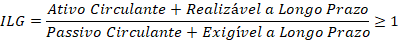 ILG = (Ativo Circulante + Realizável a Longo Prazo) / (Passivo Circulante + Exigível a Longo Prazo) ≥ 1